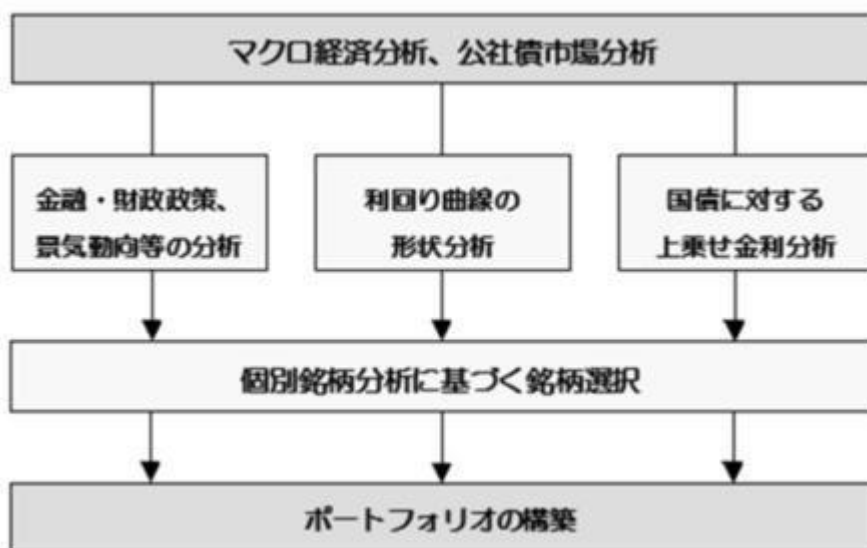 マクロ経済分析、公社債市場分析
金融・財政政策、
景気動向等の分析
利回り曲線の
形状分析
国債に対する
上乗せ金利分析
個別銘柄分析に基づく銘柄選択
ポートフォリオの構築